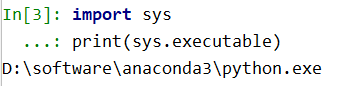 In[3]: import sys
...: print(sys.executable)
D:\software\anaconda3\python.exe